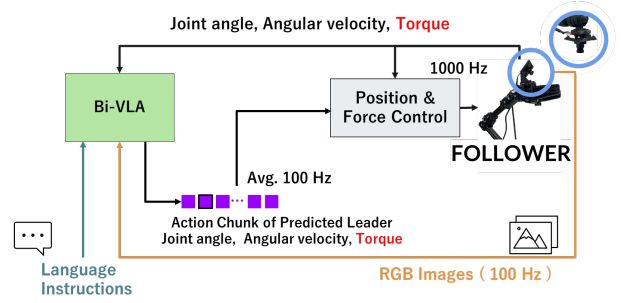 Joint angle, Angular velocity, Torque
1000 Hz
Bi-VLA
Position &
Force Control
FOLLOWER
Avg. 100 Hz
Action Chunk of Predicted Leader
Joint angle, Angular velocity, Torque
Language
Instructions
RGB Images ( 100 Hz )